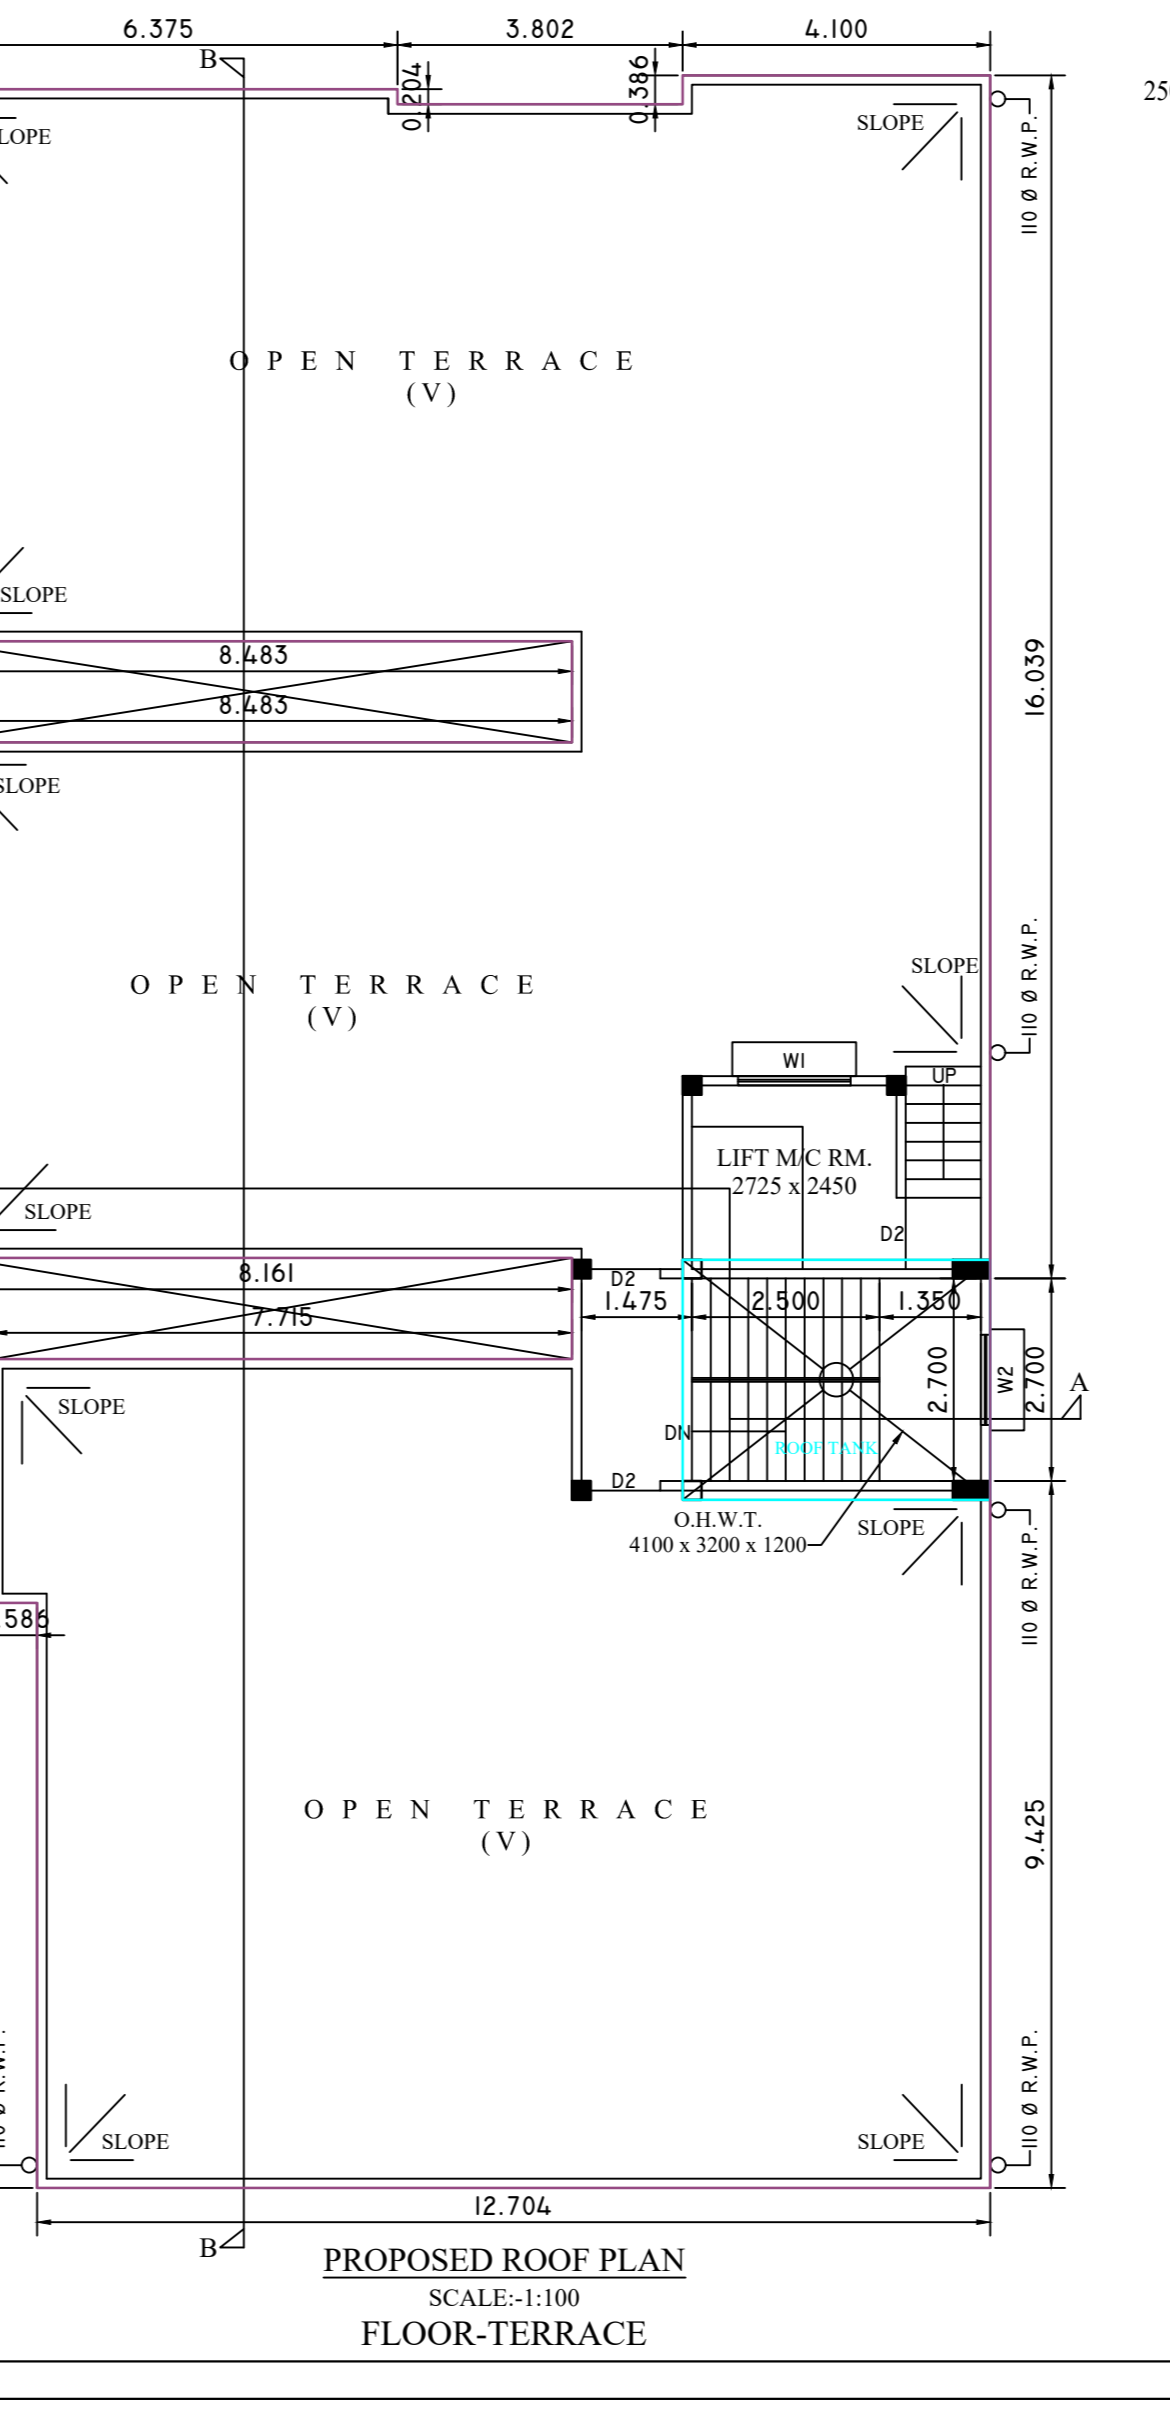 6.375
3.802
4.100
B
0.204
0.386
SLOPE
110 Ø R.W.P.
O P E N T E R R A C E
(V)
SLOPE
8.483
8.483
16.039
SLOPE
O P E N T E R R A C E
(V)
SLOPE
110 Ø R.W.P.
W1
UP
LIFT M/C RM.
2725 x 2450
SLOPE
D2
8.161
7.715
D2
1.475
2.500
1.350
2.700
W2
2.700
A
SLOPE
DN
ROOF TANK
D2
O.H.W.T.
4100 x 3200 x 1200
SLOPE
110 Ø R.W.P.
O P E N T E R R A C E
(V)
9.425
SLOPE
SLOPE
110 Ø R.W.P.
12.704
B
PROPOSED ROOF PLAN
SCALE:-1:100
FLOOR-TERRACE